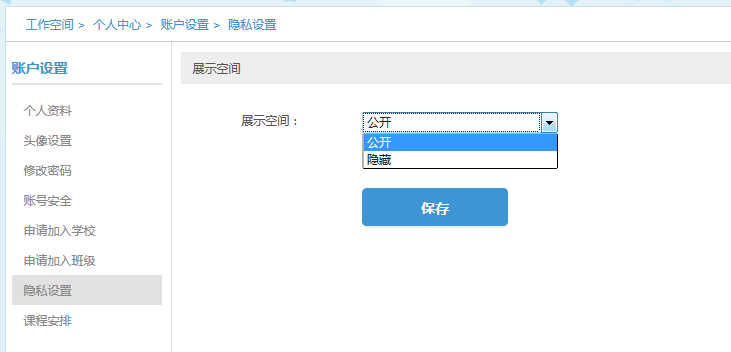 工作空间 > 个人中心 > 账户设置 > 隐私设置
账户设置
个人资料
头像设置
修改密码
账号安全
申请加入学校
申请加入班级
隐私设置
课程安排
展示空间
展示空间：
公开
公开
隐藏
保存